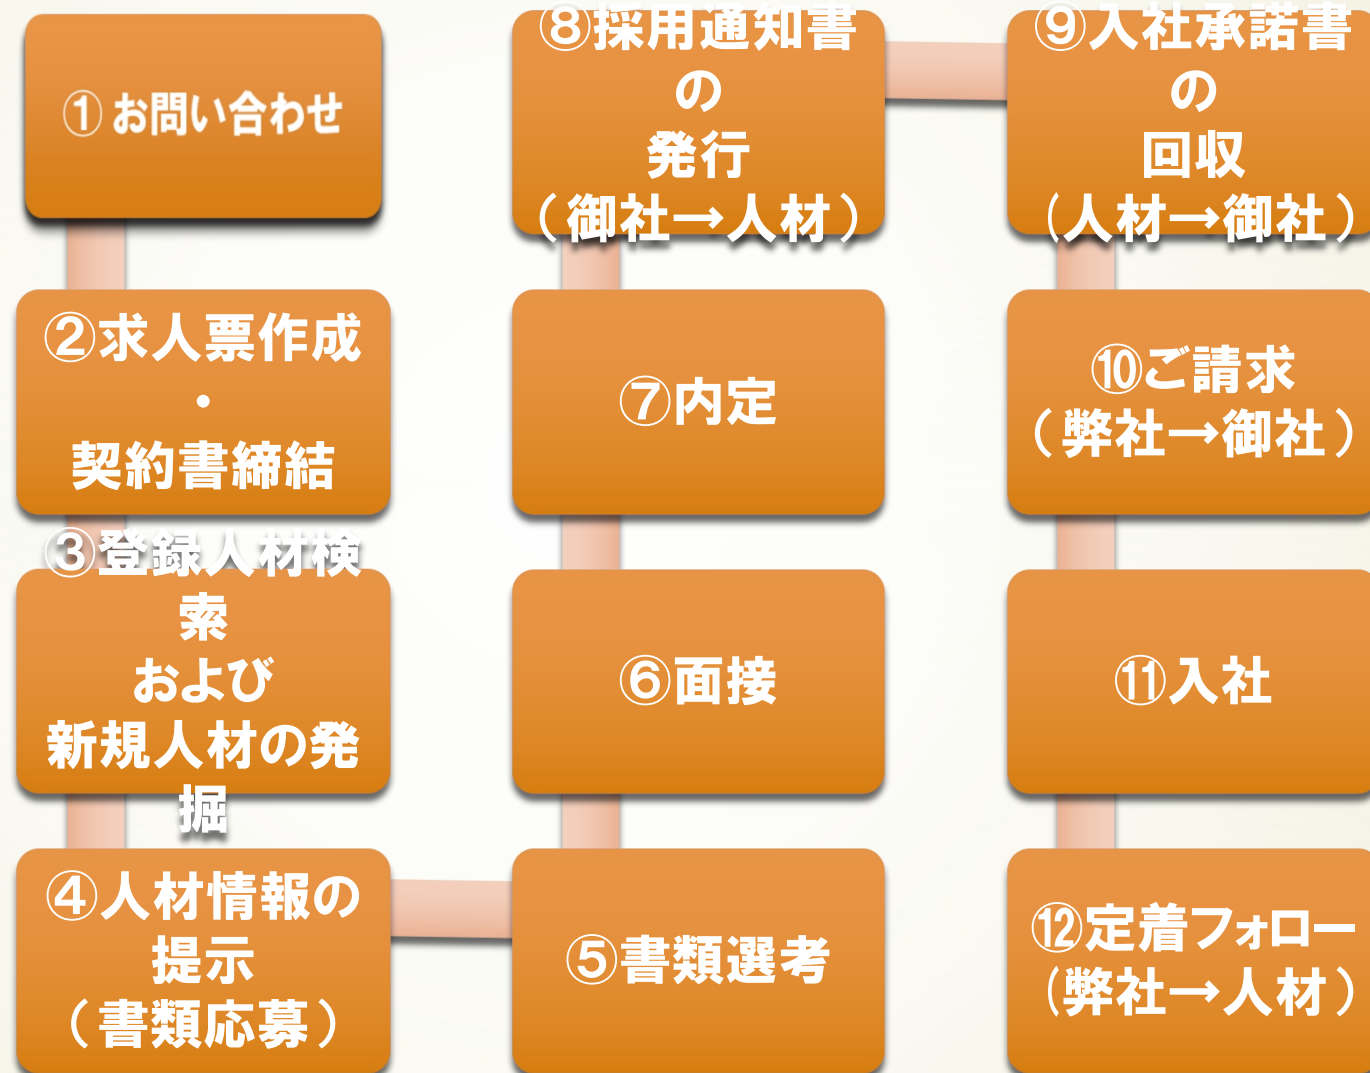 ① お問い合わせ
②求人票作成
・
契約書締結
③登録人材検
索
および
新規人材の発
掘
④人材情報の
提示
（書類応募）
⑤書類選考
⑥面接
⑦内定
⑧採用通知書
の
発行
（御社→人材）
⑨入社承諾書
の
回収
（人材→御社）
⑩ご請求
（弊社→御社）
⑪入社
⑫定着フォロー
（弊社→人材）